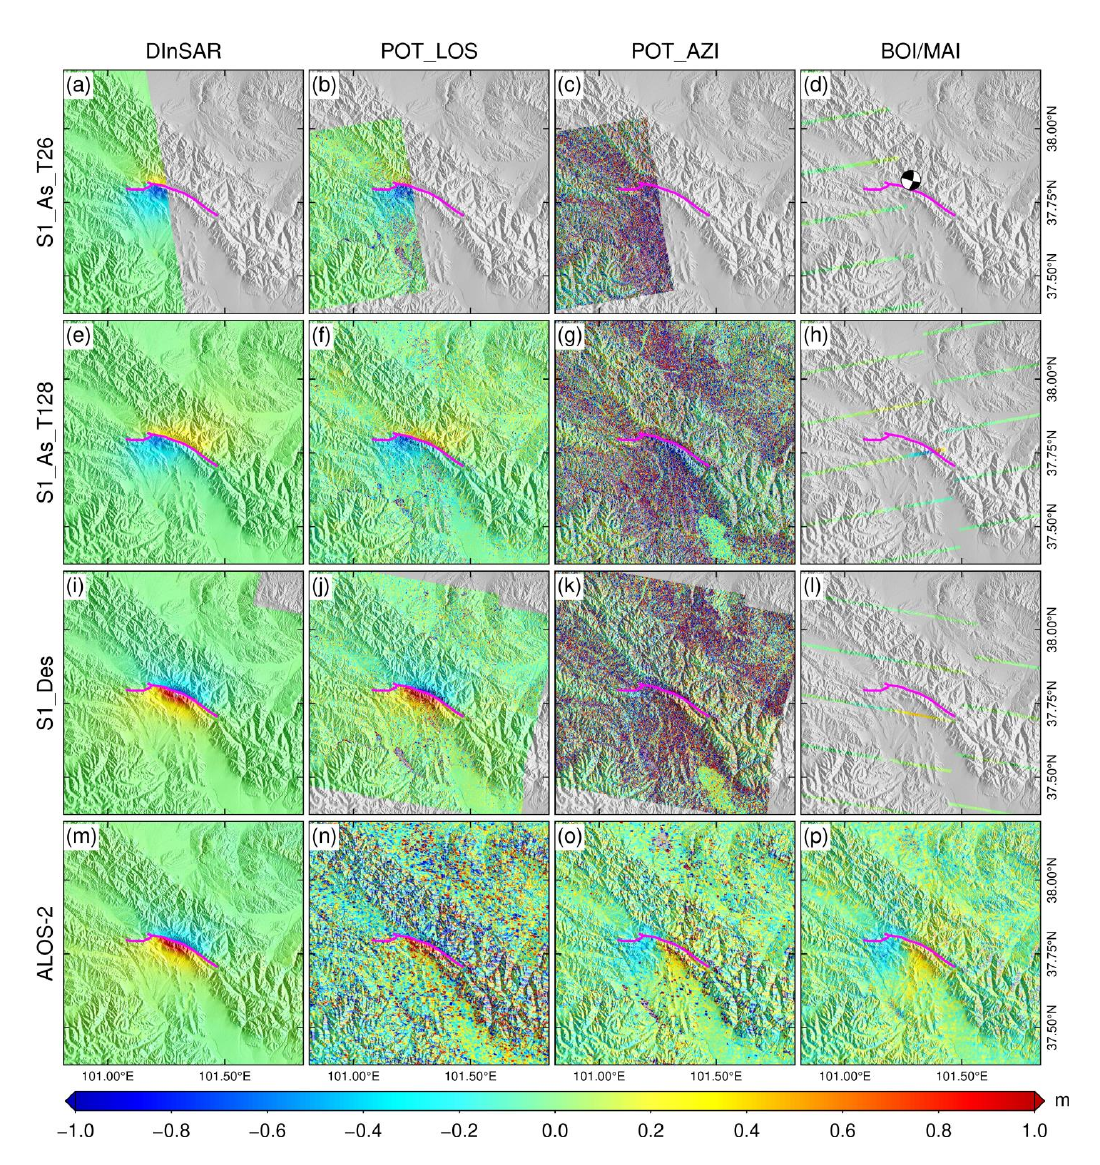 DInSAR POT_LOS POT_AZI BOI/MAI
S1_As_T26
(a) (b) (c) (d)
38.00°N
37.75°N
37.50°N
S1_As_T128
(e) (f) (g) (h)
38.00°N
37.75°N
37.50°N
S1_Des
(i) (j) (k) (l)
38.00°N
37.75°N
37.50°N
ALOS-2
(m) (n) (o) (p)
38.00°N
37.75°N
37.50°N
101.00°E 101.50°E 101.00°E 101.50°E 101.00°E 101.50°E 101.00°E 101.50°E
m
−1.0 −0.8 −0.6 −0.4 −0.2 0.0 0.2 0.4 0.6 0.8 1.0